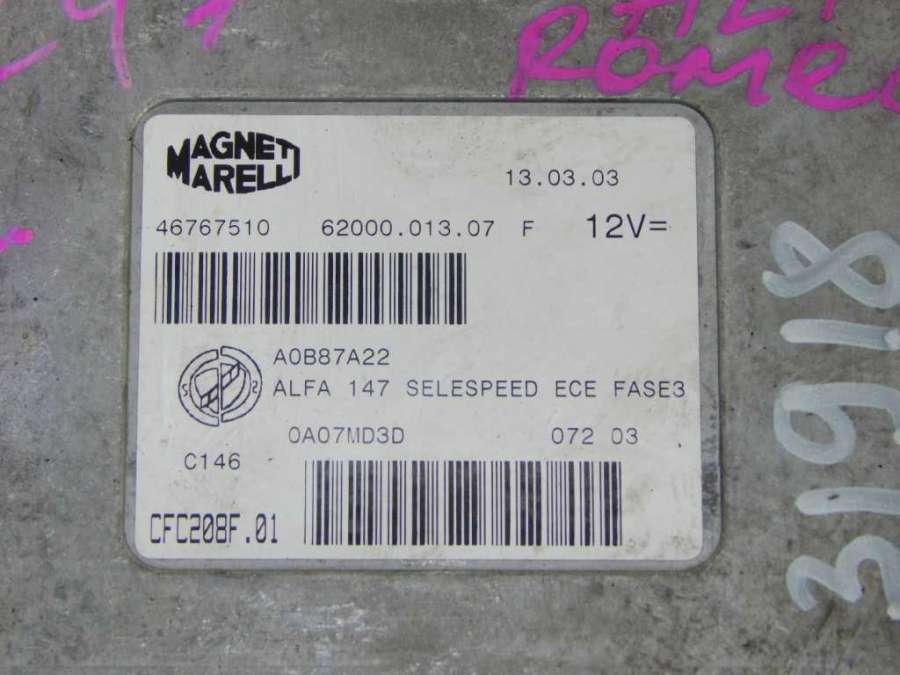 ROME
MAGNETI
MARELLI
13.03.03
46767510 62000.013.07 F 12V=
A0B87A22
ALFA 147 SELESPEED ECE FASE3
0A07MD3D 072 03
C146
CFC208F.01
31918